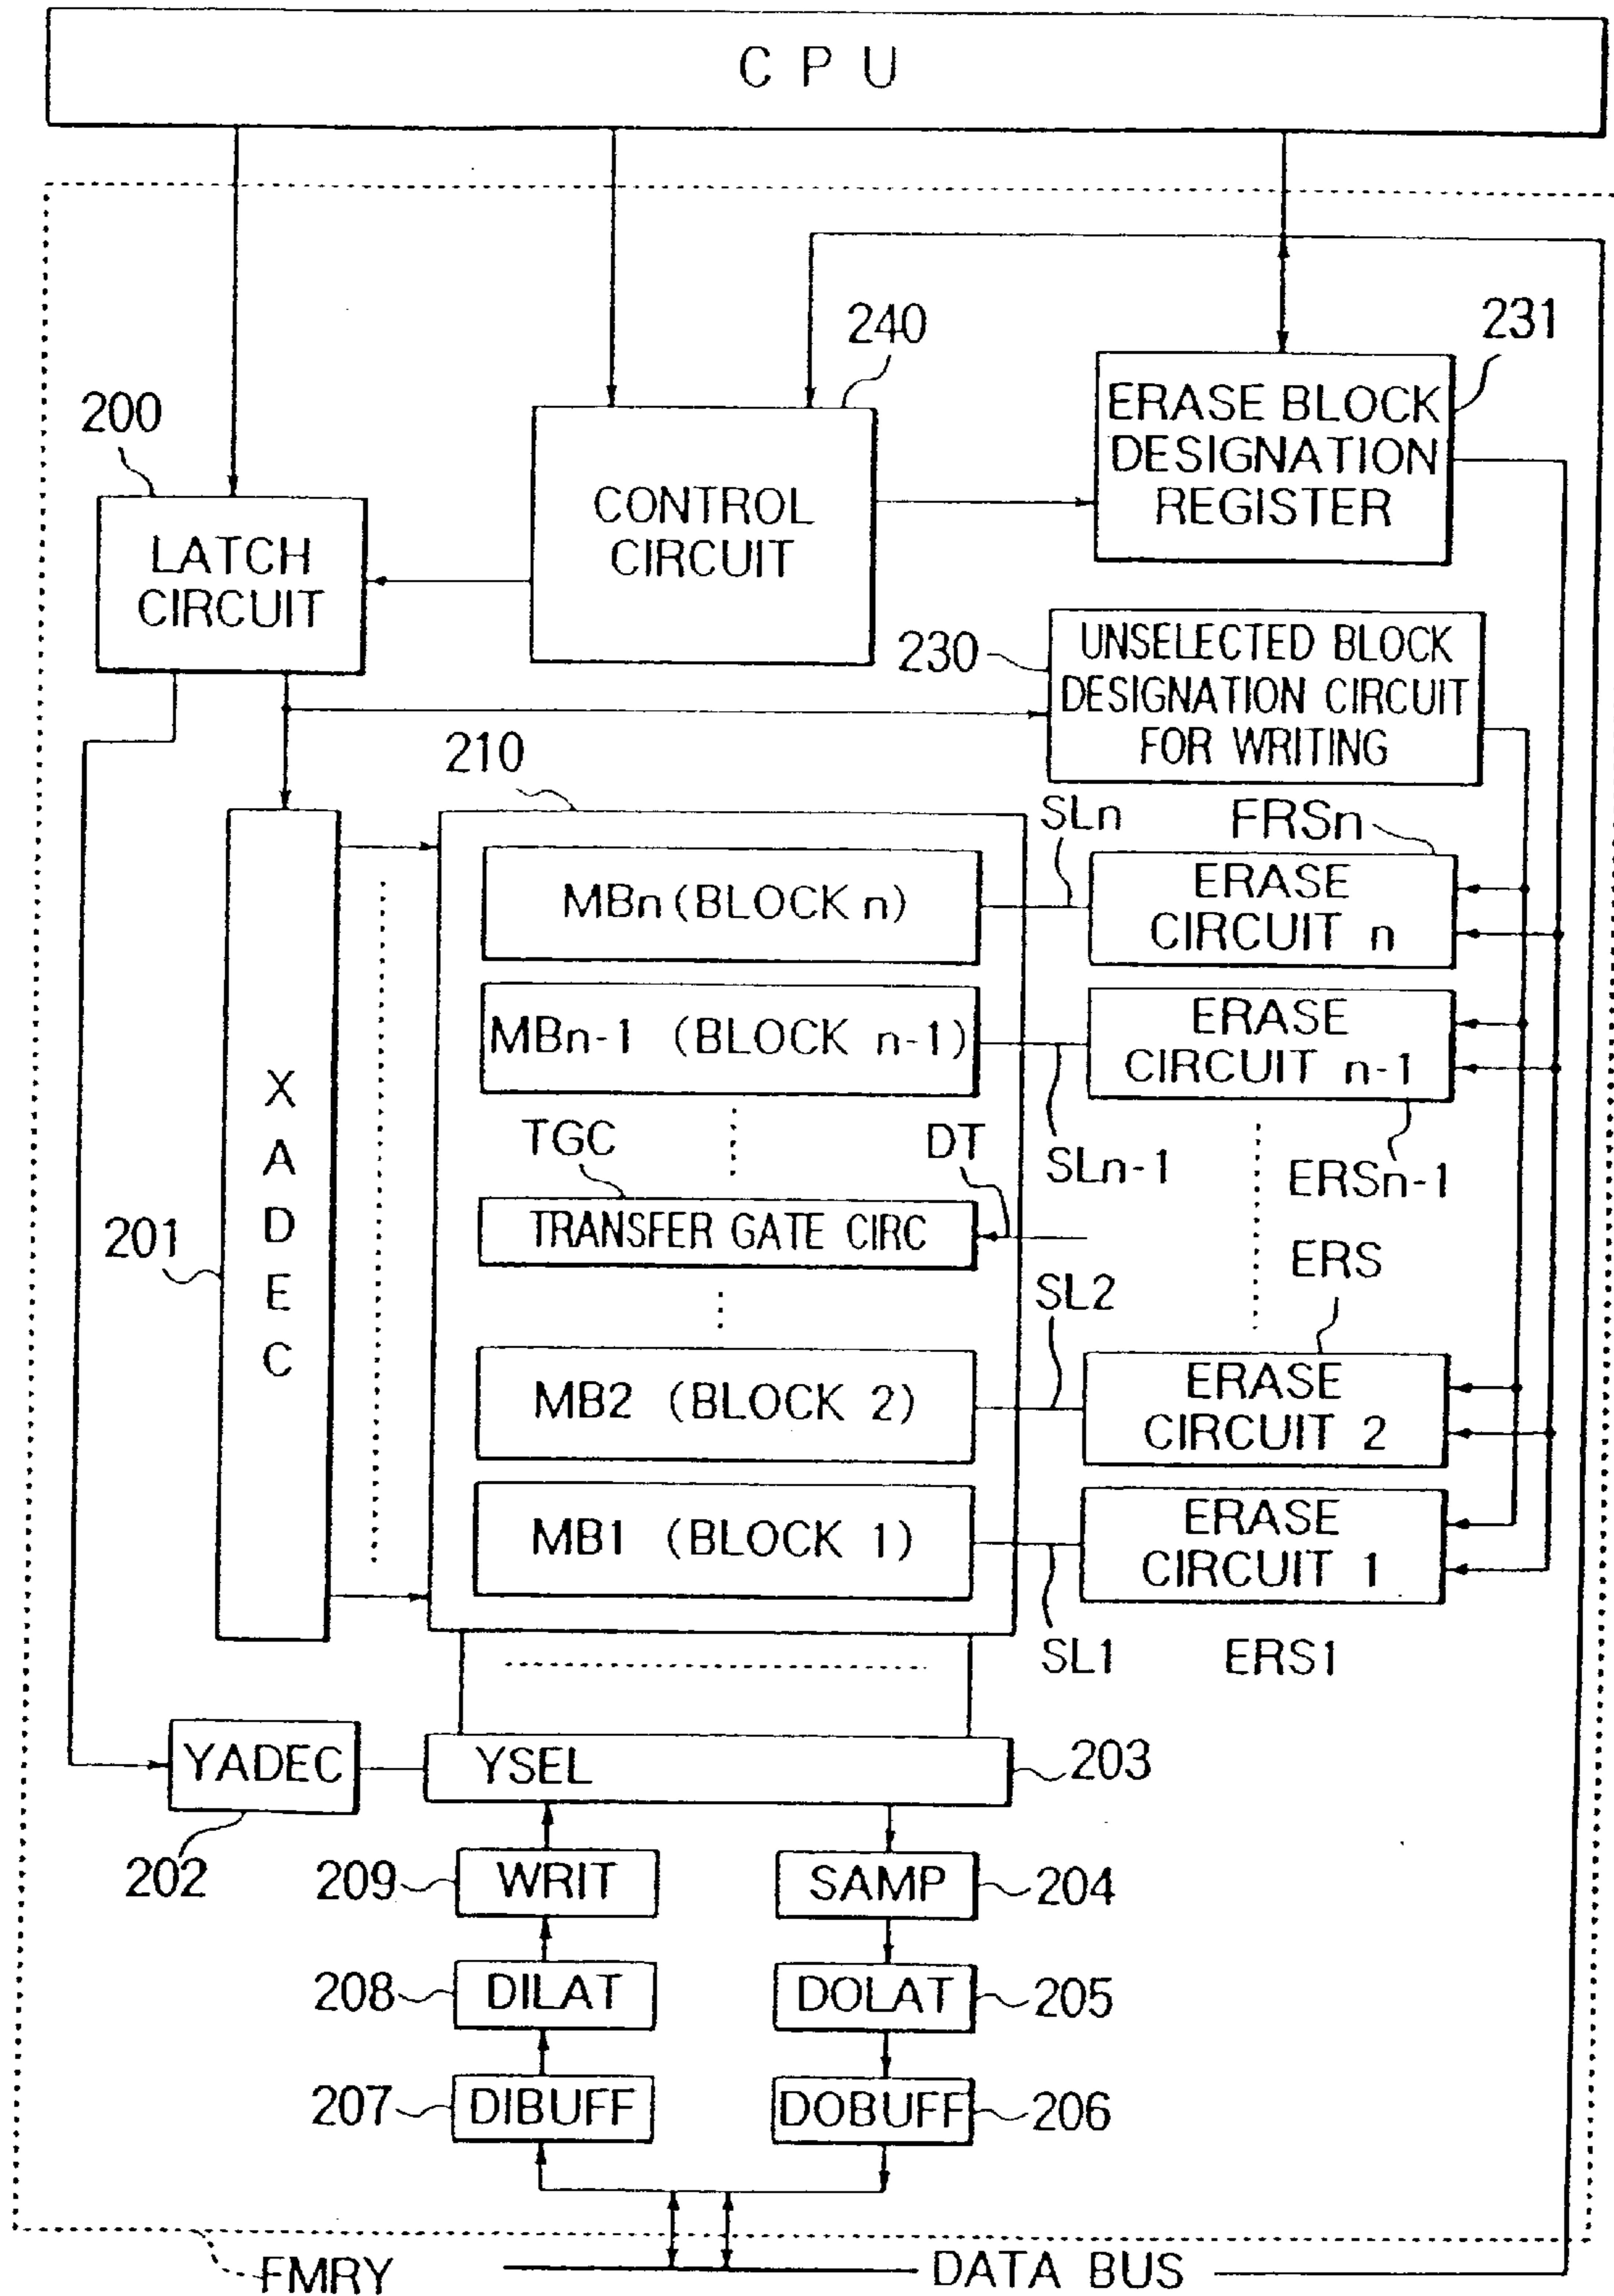 CPU
240
231
ERASE BLOCK
DESIGNATION
REGISTER
200
CONTROL
CIRCUIT
LATCH
CIRCUIT
230
UNSELECTED BLOCK
DESIGNATION CIRCUIT
FOR WRITING
210
SLn
FRSn
MBn (BLOCK n)
ERASE
CIRCUIT n
MBn-1 (BLOCK n-1)
ERASE
CIRCUIT n-1
XADEC
TGC
DT
SLn-1
ERSn-1
201
TRANSFER GATE CIRC
ERS
SL2
MB2 (BLOCK 2)
ERASE
CIRCUIT 2
MB1 (BLOCK 1)
ERASE
CIRCUIT 1
SL1
ERS1
YADEC
YSEL
203
202
209
WRIT
SAMP
204
208
DILAT
DOLAT
205
207
DIBUFF
DOBUFF
206
FMRY
DATA BUS